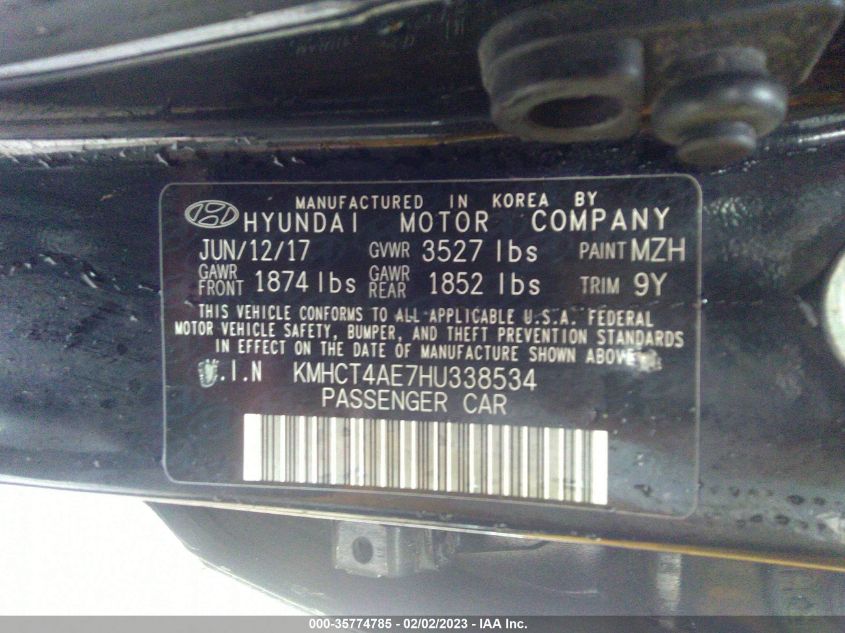 MANUFACTURED IN KOREA BY
HYUNDAI MOTOR COMPANY
JUN/12/17 GVWR 3527 lbs PAINT MZH
GAWR FRONT 1874 lbs GAWR REAR 1852 lbs TRIM 9Y
THIS VEHICLE CONFORMS TO ALL APPLICABLE U.S.A. FEDERAL
MOTOR VEHICLE SAFETY, BUMPER, AND THEFT PREVENTION STANDARDS
IN EFFECT ON THE DATE OF MANUFACTURE SHOWN ABOVE.
V.I.N KMHCT4AE7HU338534
PASSENGER CAR
000-35774785 - 02/02/2023 - IAA Inc.